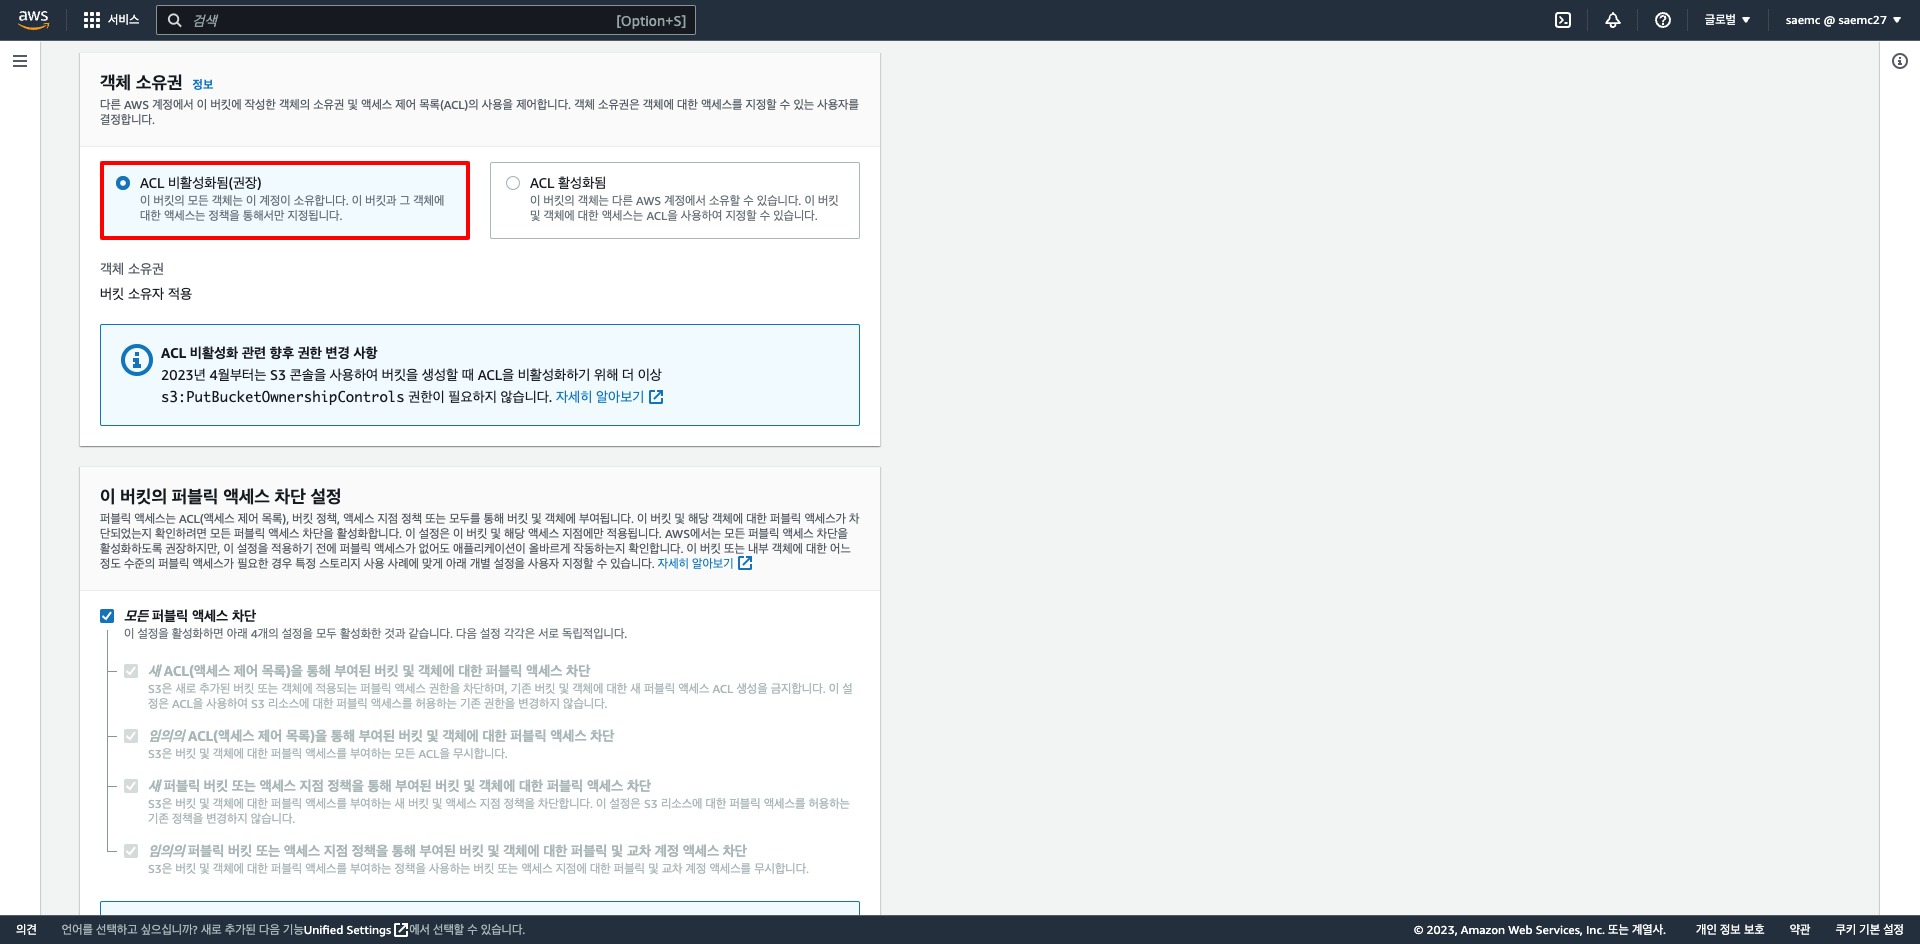 aws
서비스
검색
[Option+S]
글로벌
saemc @ saemc27
객체 소유권 정보
다른 AWS 계정에서 이 버킷에 작성한 객체의 소유권 및 액세스 제어 목록(ACL)의 사용을 제어합니다. 객체 소유권은 객체에 대한 액세스를 지정할 수 있는 사용자를
결정합니다.
ACL 비활성화됨(권장)
이 버킷의 모든 객체는 이 계정이 소유합니다. 이 버킷과 그 객체에
대한 액세스는 정책을 통해서만 지정됩니다.
ACL 활성화됨
이 버킷의 객체는 다른 AWS 계정에서 소유할 수 있습니다. 이 버킷
및 객체에 대한 액세스는 ACL을 사용하여 지정할 수 있습니다.
객체 소유권
버킷 소유자 적용
ACL 비활성화 관련 향후 권한 변경 사항
2023년 4월부터는 S3 콘솔을 사용하여 버킷을 생성할 때 ACL을 비활성화하기 위해 더 이상
s3:PutBucketOwnershipControls 권한이 필요하지 않습니다. 자세히 알아보기
이 버킷의 퍼블릭 액세스 차단 설정
퍼블릭 액세스는 ACL(액세스 제어 목록), 버킷 정책, 액세스 지점 정책 또는 모두를 통해 버킷 및 객체에 부여됩니다. 이 버킷 및 해당 객체에 대한 퍼블릭 액세스가 차
단되었는지 확인하려면 모든 퍼블릭 액세스 차단을 활성화합니다. 이 설정은 이 버킷 및 해당 액세스 지점에만 적용됩니다. AWS에서는 모든 퍼블릭 액세스 차단을
활성화하도록 권장하지만, 이 설정을 적용하기 전에 퍼블릭 액세스가 없어도 애플리케이션이 올바르게 작동하는지 확인합니다. 이 버킷 또는 내부 객체에 대한 어느
정도 수준의 퍼블릭 액세스가 필요한 경우 특정 스토리지 사용 사례에 맞게 아래 개별 설정을 사용자 지정할 수 있습니다. 자세히 알아보기
모든 퍼블릭 액세스 차단
이 설정을 활성화하면 아래 4개의 설정을 모두 활성화한 것과 같습니다. 다음 설정 각각은 서로 독립적입니다.
새 ACL(액세스 제어 목록)을 통해 부여된 버킷 및 객체에 대한 퍼블릭 액세스 차단
S3은 새로 추가된 버킷 또는 객체에 적용되는 퍼블릭 액세스 권한을 차단하며, 기존 버킷 및 객체에 대한 새 퍼블릭 액세스 ACL 생성을 금지합니다. 이 설
정은 ACL을 사용하여 S3 리소스에 대한 퍼블릭 액세스를 허용하는 기존 권한을 변경하지 않습니다.
임의의 ACL(액세스 제어 목록)을 통해 부여된 버킷 및 객체에 대한 퍼블릭 액세스 차단
S3은 버킷 및 객체에 대한 퍼블릭 액세스를 부여하는 모든 ACL을 무시합니다.
새 퍼블릭 버킷 또는 액세스 지점 정책을 통해 부여된 버킷 및 객체에 대한 퍼블릭 액세스 차단
S3은 버킷 및 객체에 대한 퍼블릭 액세스를 부여하는 새 버킷 및 액세스 지점 정책을 차단합니다. 이 설정은 S3 리소스에 대한 퍼블릭 액세스를 허용하는
기존 정책을 변경하지 않습니다.
임의의 퍼블릭 버킷 또는 액세스 지점 정책을 통해 부여된 버킷 및 객체에 대한 퍼블릭 및 교차 계정 액세스 차단
S3은 버킷 및 객체에 대한 퍼블릭 액세스를 부여하는 정책을 사용하는 버킷 또는 액세스 지점에 대한 퍼블릭 및 교차 계정 액세스를 무시합니다.
의견
언어를 선택하고 싶으십니까? 새로 추가된 다음 기능Unified Settings에서 선택할 수 있습니다.
© 2023, Amazon Web Services, Inc. 또는 계열사.
개인 정보 보호
약관
쿠키 기본 설정